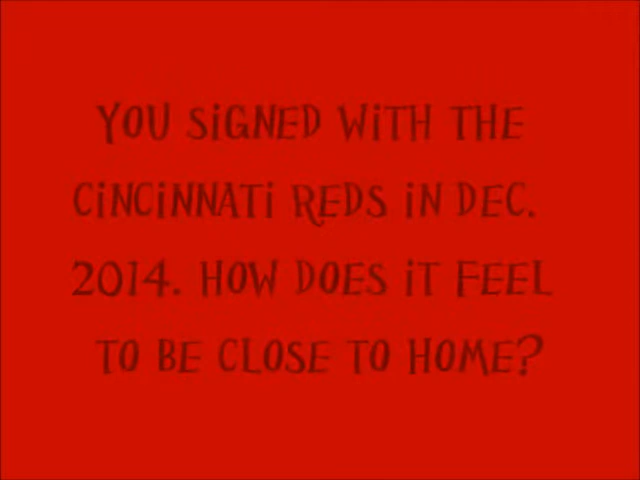 YOU SiGNED WiTH THE
CiNCiNNATi REDS iN DEC.
2014. HOW DOES iT FEEL
TO BE CLOSE TO HOME?